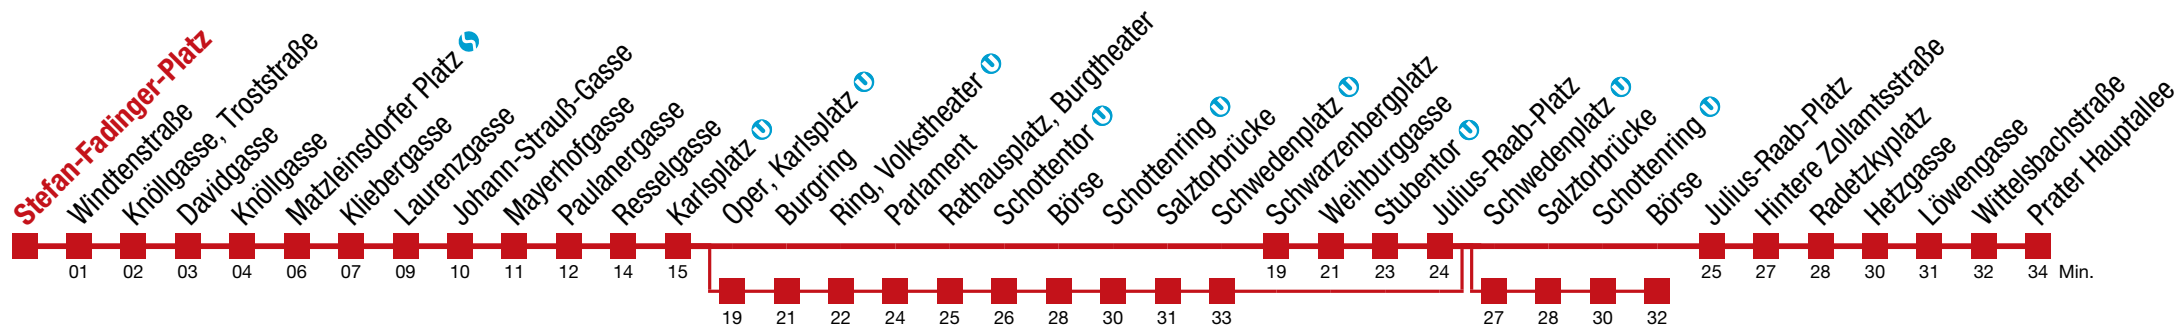 Stefan-Fadinger-Platz
Windtenstraße
Knöllgasse, Troststraße
Davidgasse
Knöllgasse
Matzleinsdorfer Platz
Kliebergasse
Laurenzgasse
Johann-Strauß-Gasse
Mayerhofgasse
Paulanergasse
Resselgasse
Karlsplatz U
Oper, Karlsplatz U
Burgring
Ring, Volkstheater U
Parlament
Rathausplatz, Burgtheater
Schottentor U
Börse
Schottenring U
Salztorbrücke
Schwedenplatz U
Schwarzenbergplatz
Weihburggasse
Stubentor U
Julius-Raab-Platz
Schwedenplatz U
Salztorbrücke
Schottenring U
Börse
Julius-Raab-Platz
Hintere Zollamtsstraße
Radetzkyplatz
Hetzgasse
Löwengasse
Wittelsbachstraße
Prater Hauptallee
01 02 03 04 06 07 09 10 11 12 14 15 19 21 23 24 25 27 28 30 31 32 34 Min.
19 21 22 24 25 26 28 30 31 33 27 28 30 32